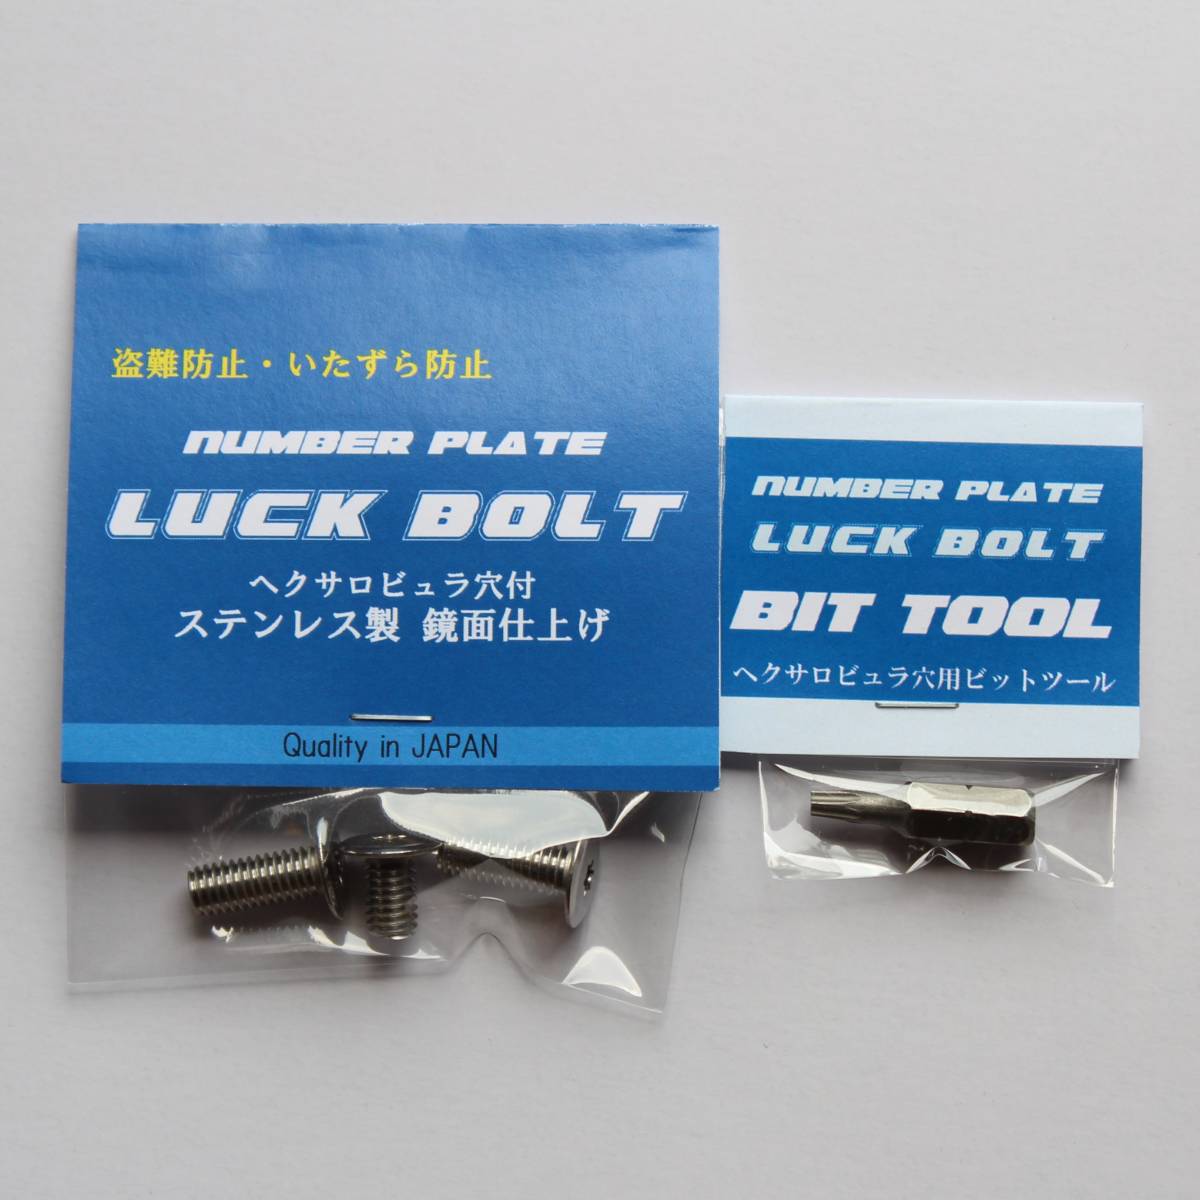 盗難防止・いたずら防止
NUMBER PLATE
LUCK BOLT
ヘクサロビュラ穴付
ステンレス製 鏡面仕上げ
Quality in JAPAN
NUMBER PLATE
LUCK BOLT
BIT TOOL
ヘクサロビュラ穴用ビットツール